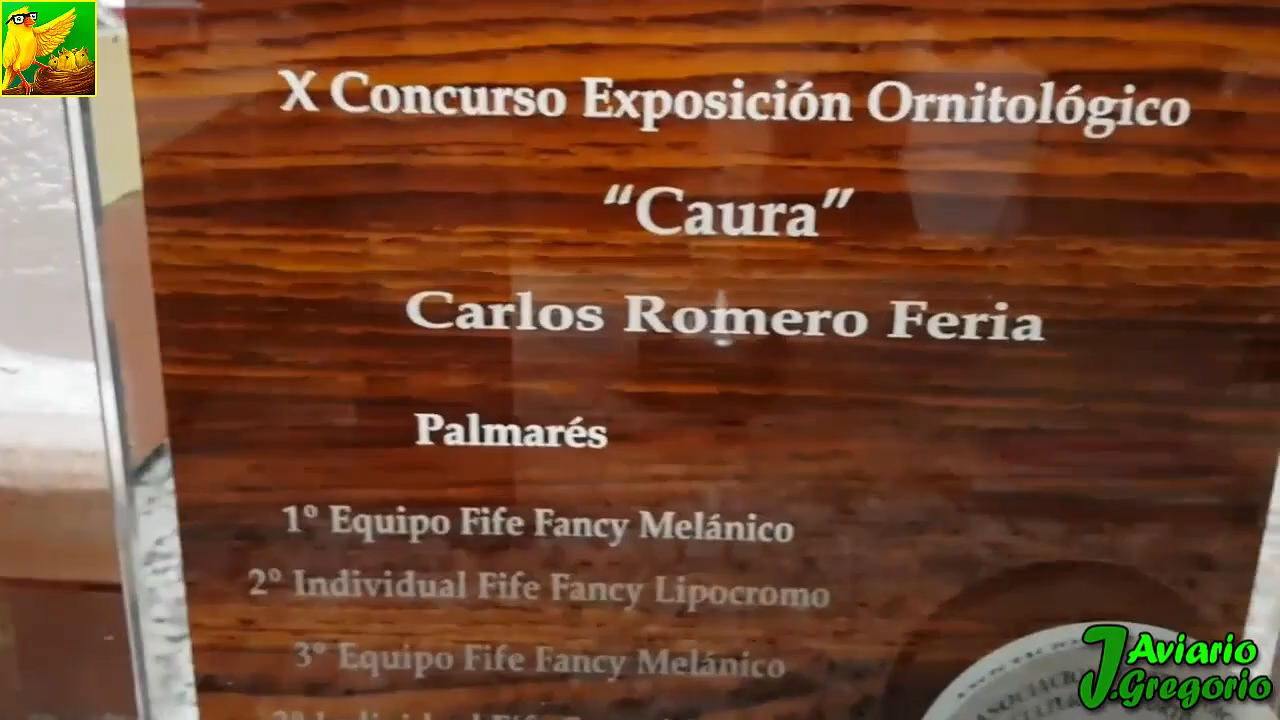 X Concurso Exposición Ornitológico
“Caura”
Carlos Romero Feria
Palmarés
1º Equipo Fife Fancy Melánico
2º Individual Fife Fancy Lipocromo
3º Equipo Fife Fancy Melánico
Aviario
J.Gregorio